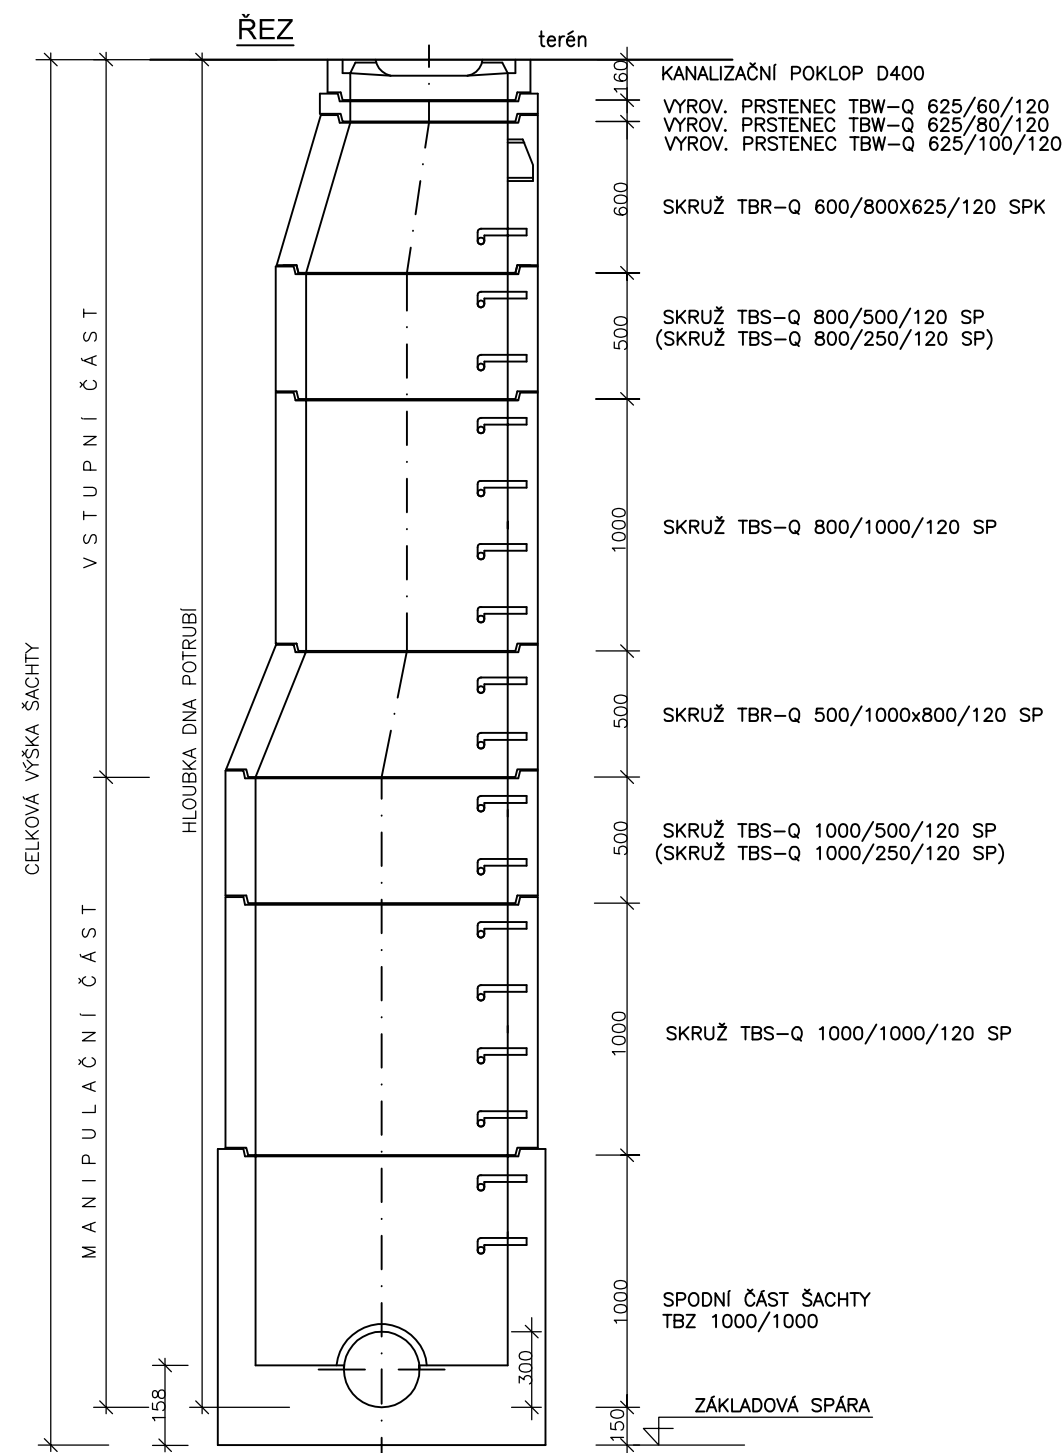 ŘEZ
terén
160
KANALIZAČNÍ POKLOP D400
VYROV. PRSTENEC TBW-Q 625/60/120
VYROV. PRSTENEC TBW-Q 625/80/120
VYROV. PRSTENEC TBW-Q 625/100/120
600
SKRUŽ TBR-Q 600/800X625/120 SPK
500
SKRUŽ TBS-Q 800/500/120 SP
(SKRUŽ TBS-Q 800/250/120 SP)
1000
SKRUŽ TBS-Q 800/1000/120 SP
500
SKRUŽ TBR-Q 500/1000x800/120 SP
500
SKRUŽ TBS-Q 1000/500/120 SP
(SKRUŽ TBS-Q 1000/250/120 SP)
1000
SKRUŽ TBS-Q 1000/1000/120 SP
1000
SPODNÍ ČÁST ŠACHTY
TBZ 1000/1000
300
158
150
ZÁKLADOVÁ SPÁRA
CELKOVÁ VÝŠKA ŠACHTY
VSTUPNÍ ČÁST
MANIPULAČNÍ ČÁST
HLOUBKA DNA POTRUBÍ